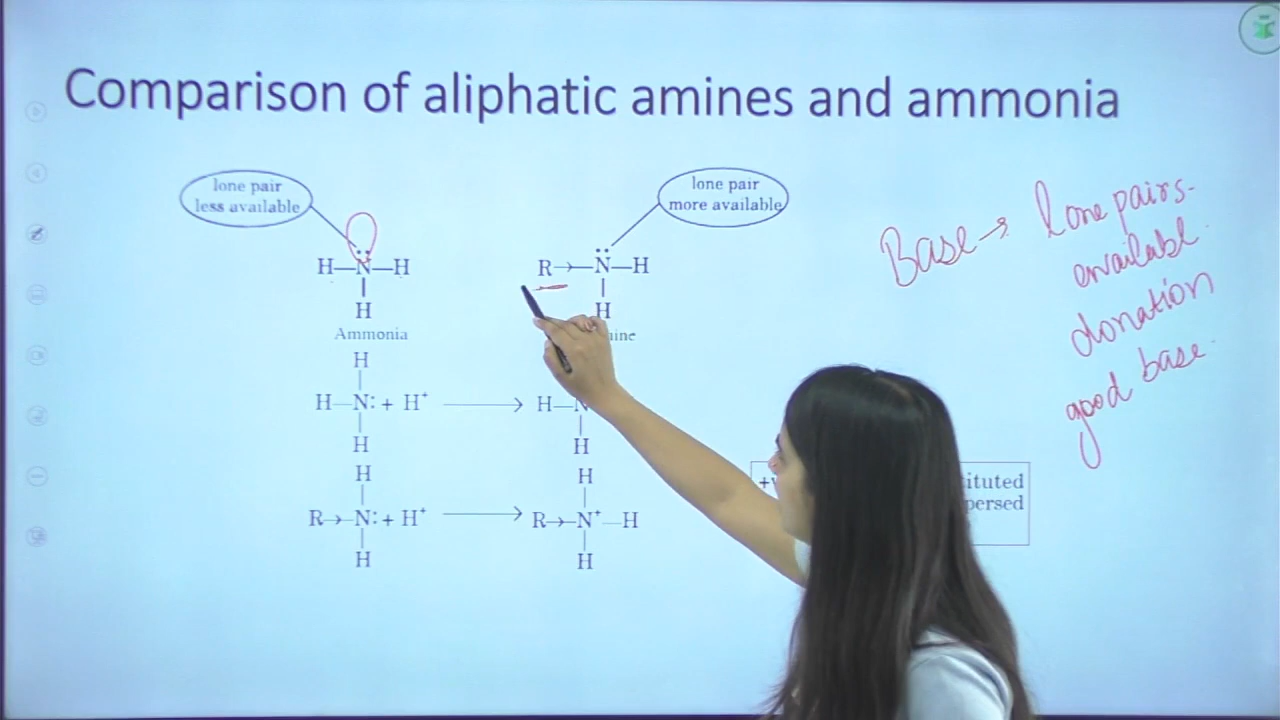 Comparison of aliphatic amines and ammonia
lone pair
less available
lone pair
more available
H—N̈—H
|
H
Ammonia
R→—N̈—H
|
H
H
|
H—N: + H⁺ ⟶ H—N
|
H
H
H
|
R→—N: + H⁺ ⟶ R→—N⁺—H
|
H
H
|
H
Base → lone pairs-
available.
donation
good base.